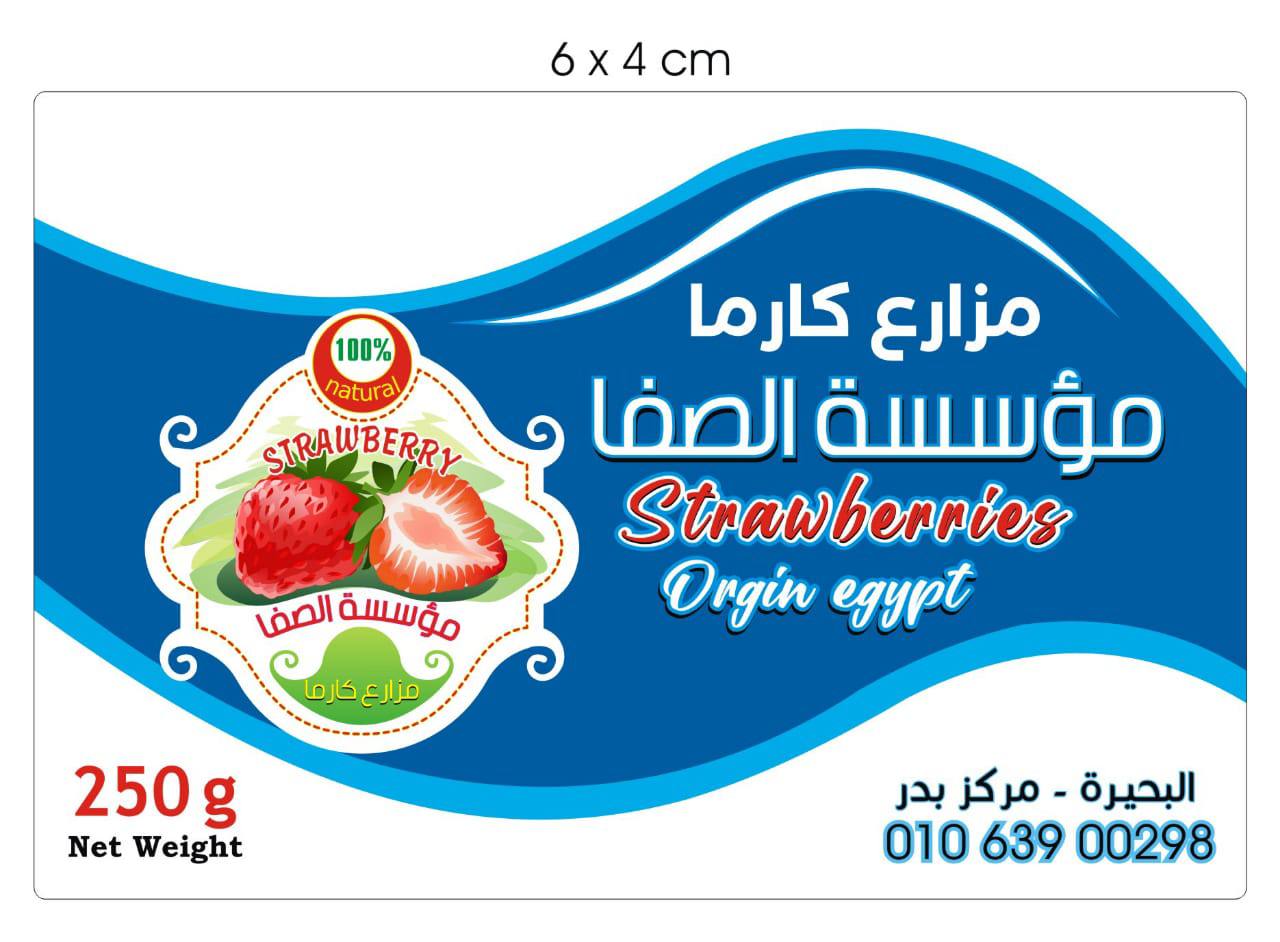 6 x 4 cm
100%
natural
STRAWBERRY
مؤسسة الصفا
مزارع كارما
مزارع كارما
مؤسسة الصفا
Strawberries
Orgin egypt
250 g
Net Weight
البحيرة - مركز بدر
010 639 00298